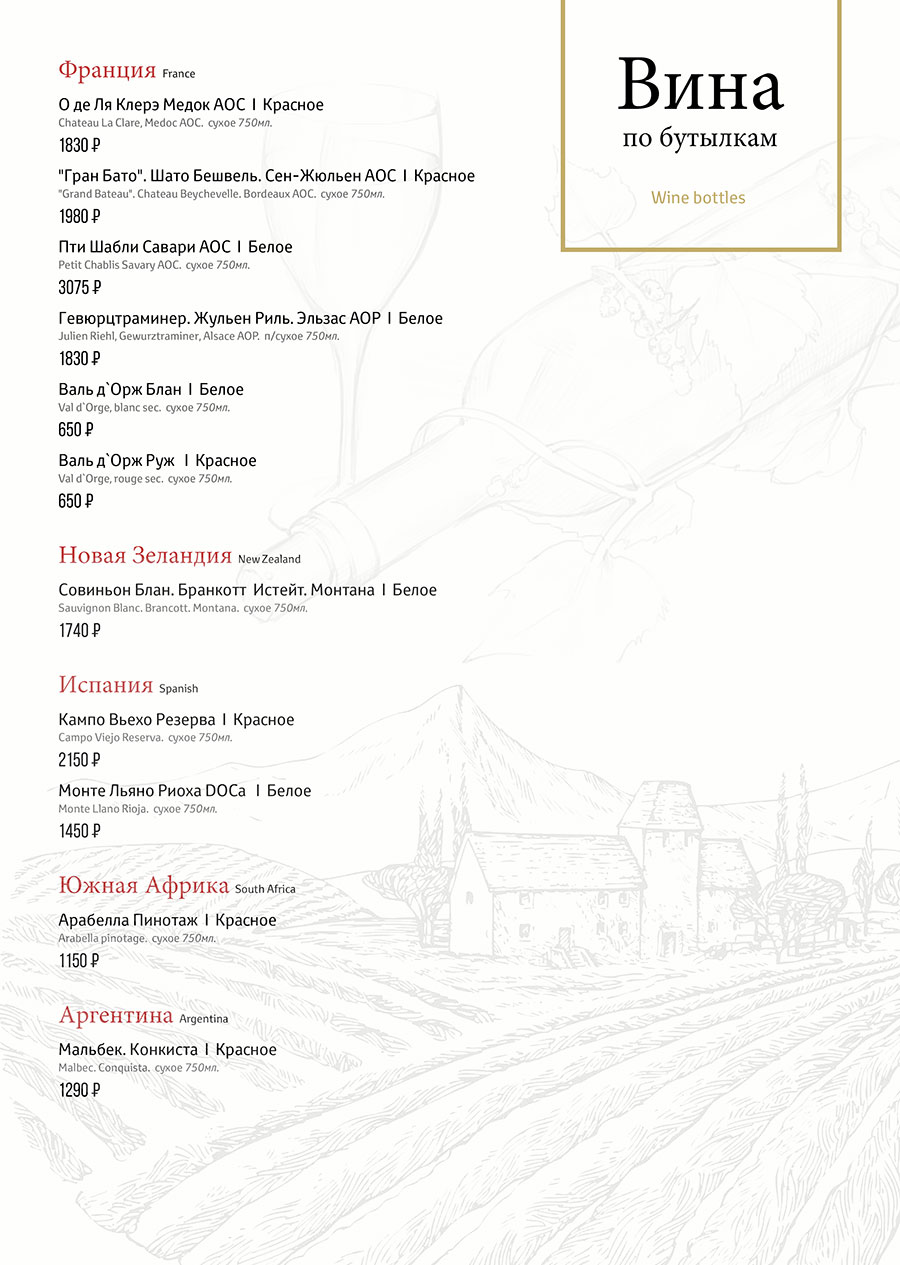 Вина
по бутылкам
Wine bottles
Франция France
О де Ля Клерэ Медок АОС I Красное
Chateau La Clare, Medoc AOC. сухое 750мл.
1830 ₽
"Гран Бато". Шато Бешвель. Сен-Жюльен АОС I Красное
"Grand Bateau". Chateau Beychevelle. Bordeaux AOC. сухое 750мл.
1980 ₽
Пти Шабли Савари АОС I Белое
Petit Chablis Savary AOC. сухое 750мл.
3075 ₽
Гевюрцтраминер. Жульен Риль. Эльзас АОР I Белое
Julien Riehl, Gewurztraminer, Alsace AOP. п/сухое 750мл.
1830 ₽
Валь д`Орж Блан I Белое
Val d`Orge, blanc sec. сухое 750мл.
650 ₽
Валь д`Орж Руж I Красное
Val d`Orge, rouge sec. сухое 750мл.
650 ₽
Новая Зеландия New Zealand
Совиньон Блан. Бранкотт Истейт. Монтана I Белое
Sauvignon Blanc. Brancott. Montana. сухое 750мл.
1740 ₽
Испания Spanish
Кампо Вьехо Резерва I Красное
Campo Viejo Reserva. сухое 750мл.
2150 ₽
Монте Льяно Риоха DOCa I Белое
Monte Llano Rioja. сухое 750мл.
1450 ₽
Южная Африка South Africa
Арабелла Пинотаж I Красное
Arabella pinotage. сухое 750мл.
1150 ₽
Аргентина Argentina
Мальбек. Конкиста I Красное
Malbec. Conquista. сухое 750мл.
1290 ₽